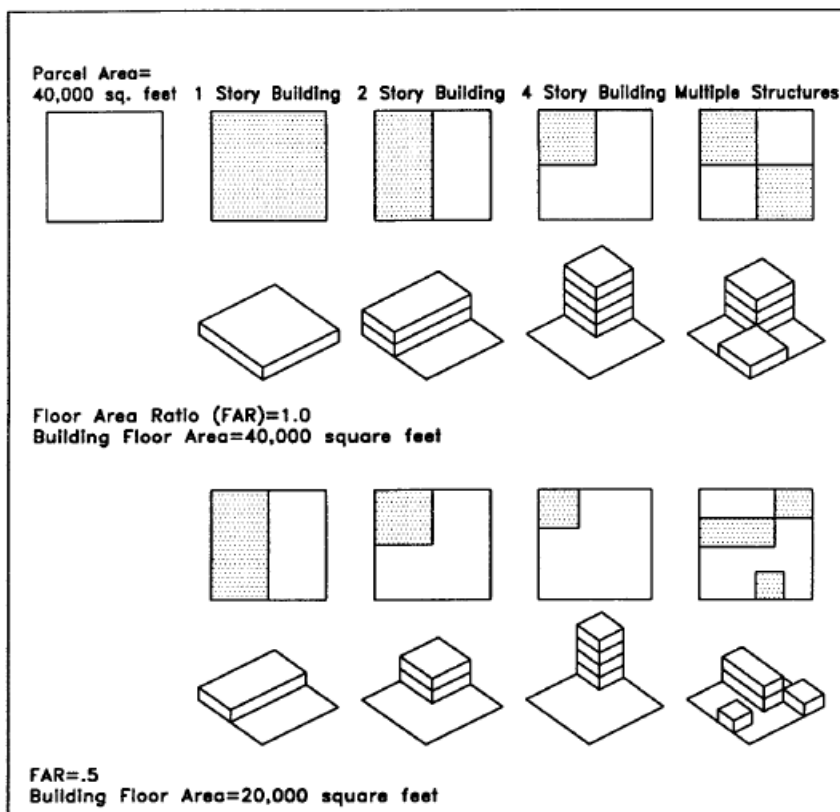 Parcel Area=
40,000 sq. feet 1 Story Building 2 Story Building 4 Story Building Multiple Structures
Floor Area Ratio (FAR)=1.0
Building Floor Area=40,000 square feet
FAR=.5
Building Floor Area=20,000 square feet